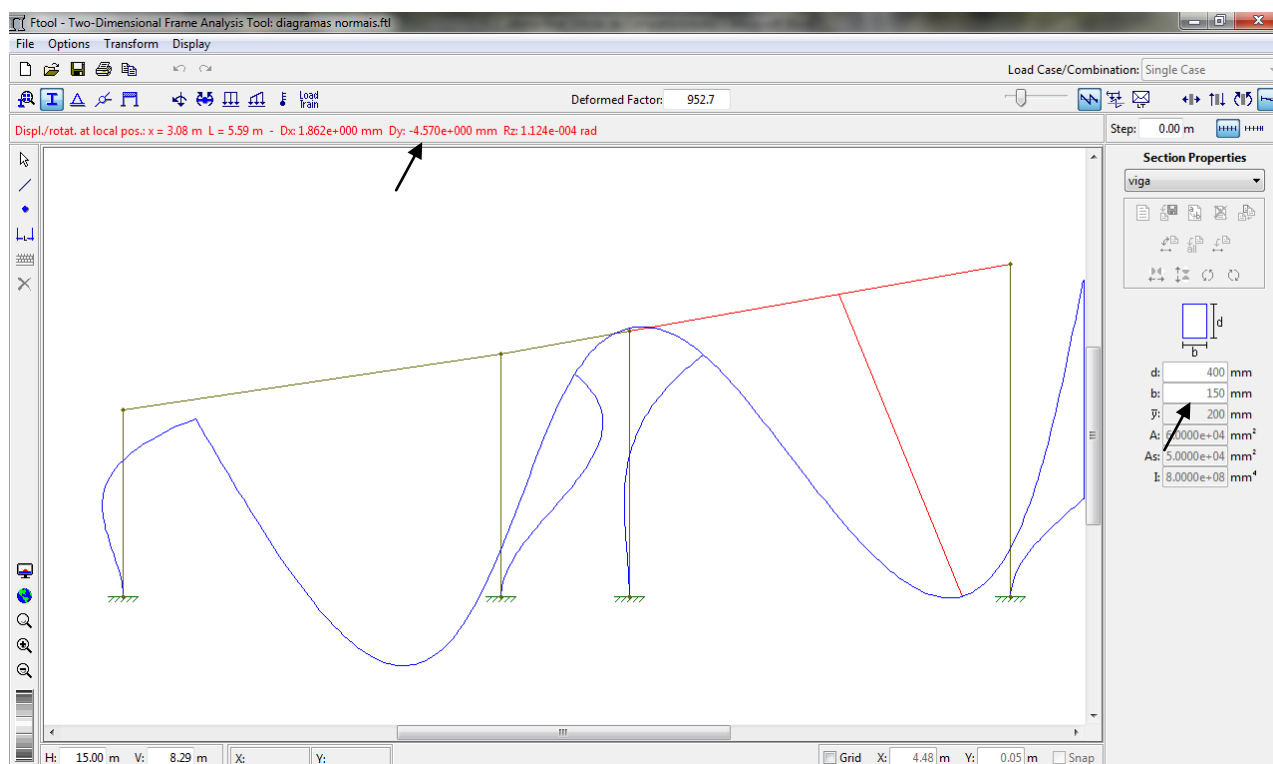 Ftool - Two-Dimensional Frame Analysis Tool: diagramas normais.ftl
File Options Transform Display
Load Case/Combination: Single Case
Load
Train
Deformed Factor: 952.7
LT
Displ./rotat. at local pos.: x = 3.08 m L = 5.59 m - Dx: 1.862e+000 mm Dy: -4.570e+000 mm Rz: 1.124e-004 rad
Step: 0.00 m
Section Properties
viga
all
d
b
d: 400 mm
b: 150 mm
y: 200 mm
A: 6.0000e+04 mm²
As: 5.0000e+04 mm²
I: 8.0000e+08 mm⁴
H: 15.00 m V: 8.29 m X: Y: Grid X: 4.48 m Y: 0.05 m Snap